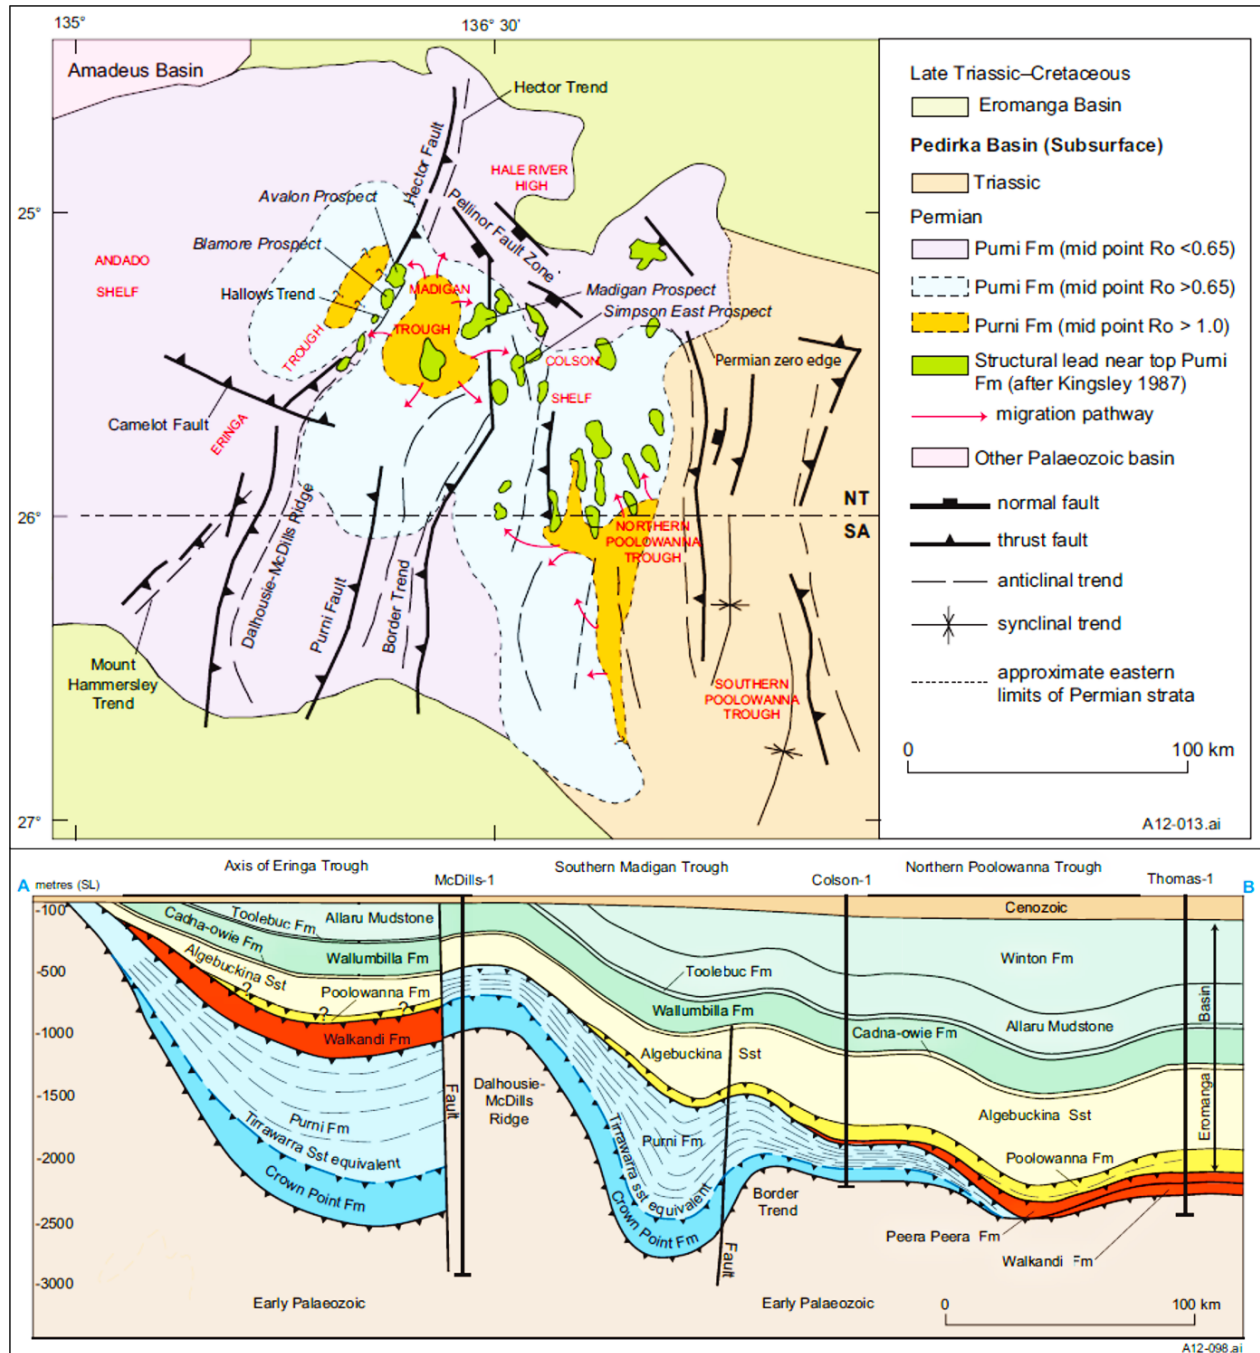 135°
136° 30'
Amadeus Basin
Hector Trend
Hector Fault
HALE RIVER
HIGH
Avalon Prospect
Pellinor Fault Zone
25°
Blamore Prospect
ANDADO
SHELF
Hallows Trend
MADIGAN
TROUGH
Madigan Prospect
Simpson East Prospect
TROUGH
ERINGA
COLSON
SHELF
Permian zero edge
Camelot Fault
26°
NT
SA
NORTHERN
POOLOWANNA
TROUGH
Dalhousie-McDills Ridge
Purni Fault
Border Trend
Mount
Hammersley
Trend
SOUTHERN
POOLOWANNA
TROUGH
27°
Late Triassic–Cretaceous
Eromanga Basin
Pedirka Basin (Subsurface)
Triassic
Permian
Purni Fm (mid point Ro <0.65)
Purni Fm (mid point Ro >0.65)
Purni Fm (mid point Ro > 1.0)
Structural lead near top Purni
Fm (after Kingsley 1987)
migration pathway
Other Palaeozoic basin
normal fault
thrust fault
anticlinal trend
synclinal trend
approximate eastern
limits of Permian strata
0 100 km
A12-013.ai
Axis of Eringa Trough
Southern Madigan Trough
Northern Poolowanna Trough
A metres (SL)
McDills-1
Colson-1
Thomas-1
B
-100
-500
-1000
-1500
-2000
-2500
-3000
Cenozoic
Toolebuc Fm
Allaru Mudstone
Cadna-owie Fm
Wallumbilla Fm
Algebuckina Sst
?
Poolowanna Fm
?
?
Walkandi Fm
Purni Fm
Tirrawarra Sst equivalent
Crown Point Fm
Fault
Dalhousie-
McDills
Ridge
Toolebuc Fm
Wallumbilla Fm
Algebuckina Sst
Purni Fm
Tirrawarra sst equivalent
Crown Point Fm
Fault
Border
Trend
Winton Fm
Allaru Mudstone
Cadna-owie Fm
Algebuckina Sst
Poolowanna Fm
Eromanga Basin
Peera Peera Fm
Walkandi Fm
Early Palaeozoic
Early Palaeozoic
0 100 km
A12-098.ai